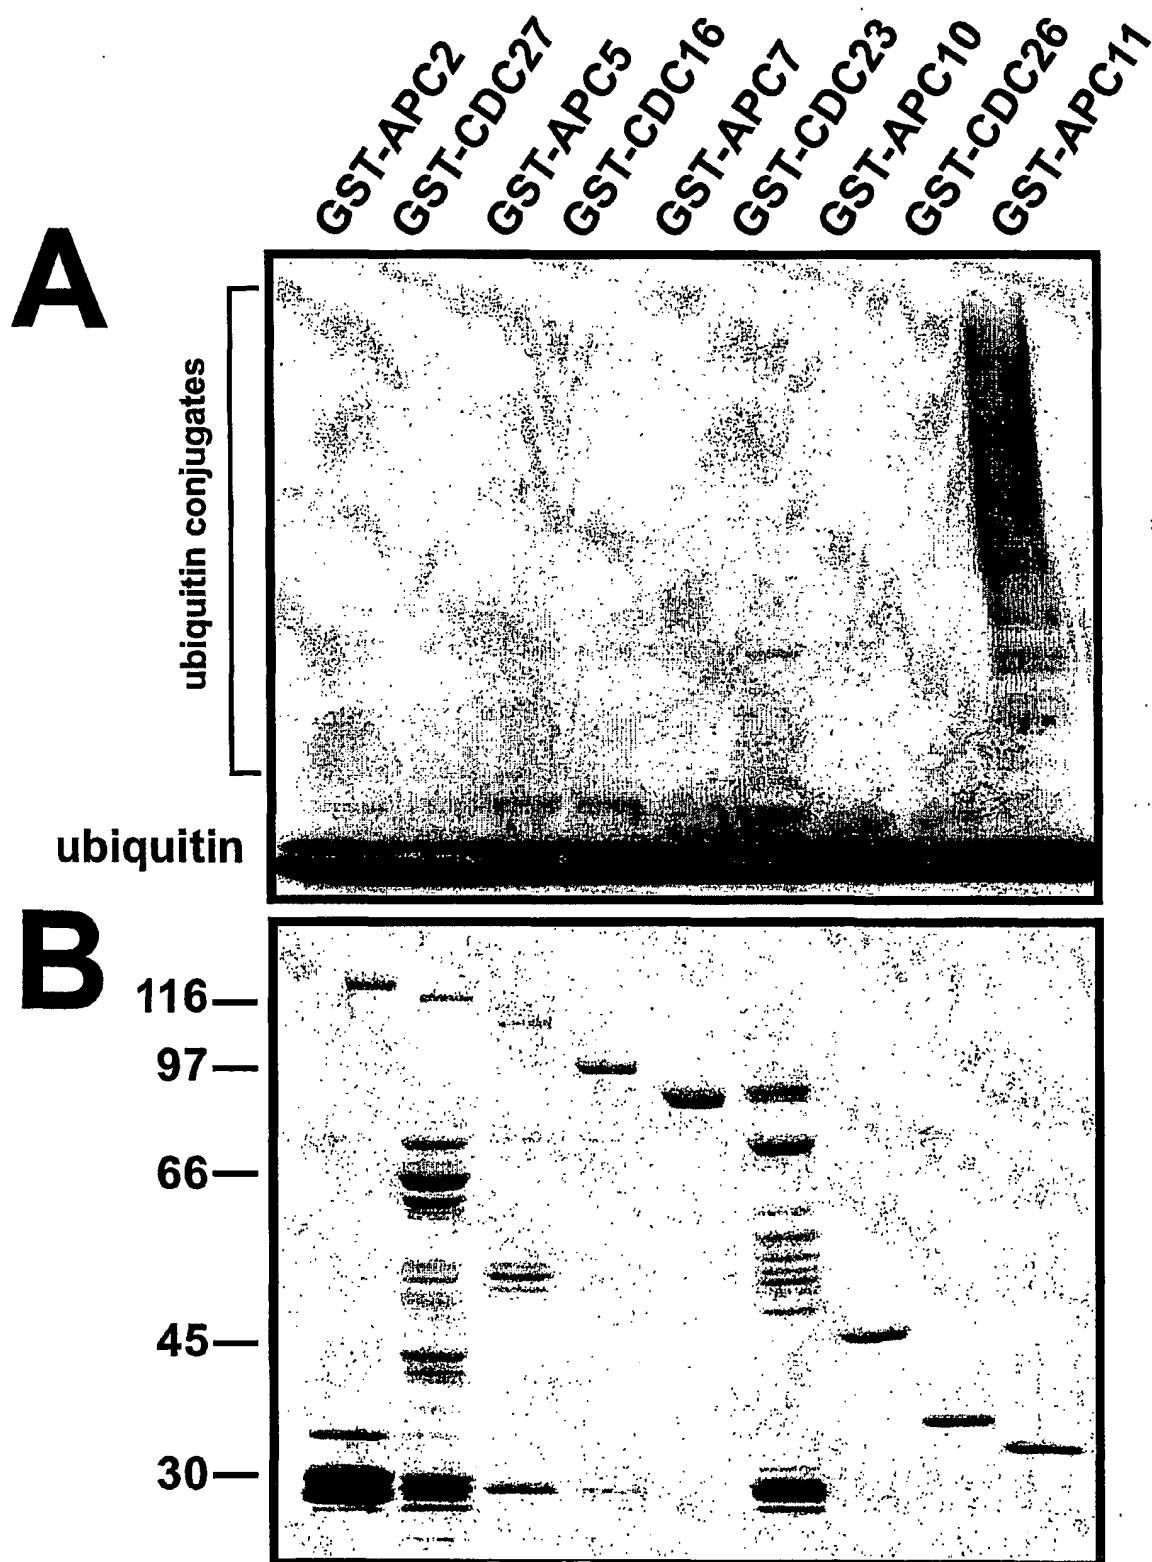 GST-APC2
GST-CDC27
GST-APC5
GST-CDC16
GST-APC7
GST-CDC23
GST-APC10
GST-CDC26
GST-APC11
A
ubiquitin conjugates
ubiquitin
B
116
97
66
45
30